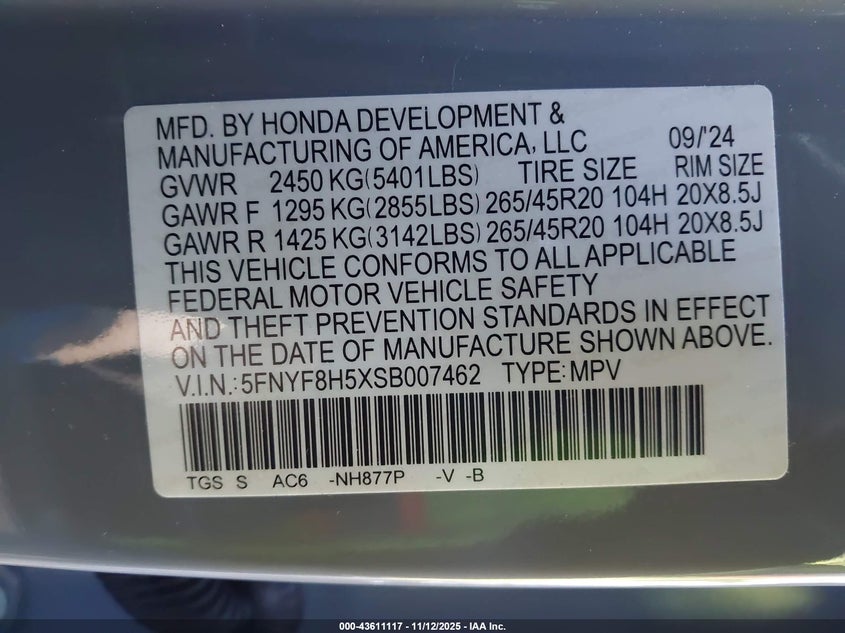 MFD. BY HONDA DEVELOPMENT &
MANUFACTURING OF AMERICA, LLC 09/'24
GVWR 2450 KG(5401LBS) TIRE SIZE RIM SIZE
GAWR F 1295 KG(2855LBS) 265/45R20 104H 20X8.5J
GAWR R 1425 KG(3142LBS) 265/45R20 104H 20X8.5J
THIS VEHICLE CONFORMS TO ALL APPLICABLE
FEDERAL MOTOR VEHICLE SAFETY
AND THEFT PREVENTION STANDARDS IN EFFECT
ON THE DATE OF MANUFACTURE SHOWN ABOVE.
V.I.N.:5FNYF8H5XSB007462 TYPE:MPV
TGS S AC6 -NH877P -V -B
000-43611117 - 11/12/2025 - IAA Inc.